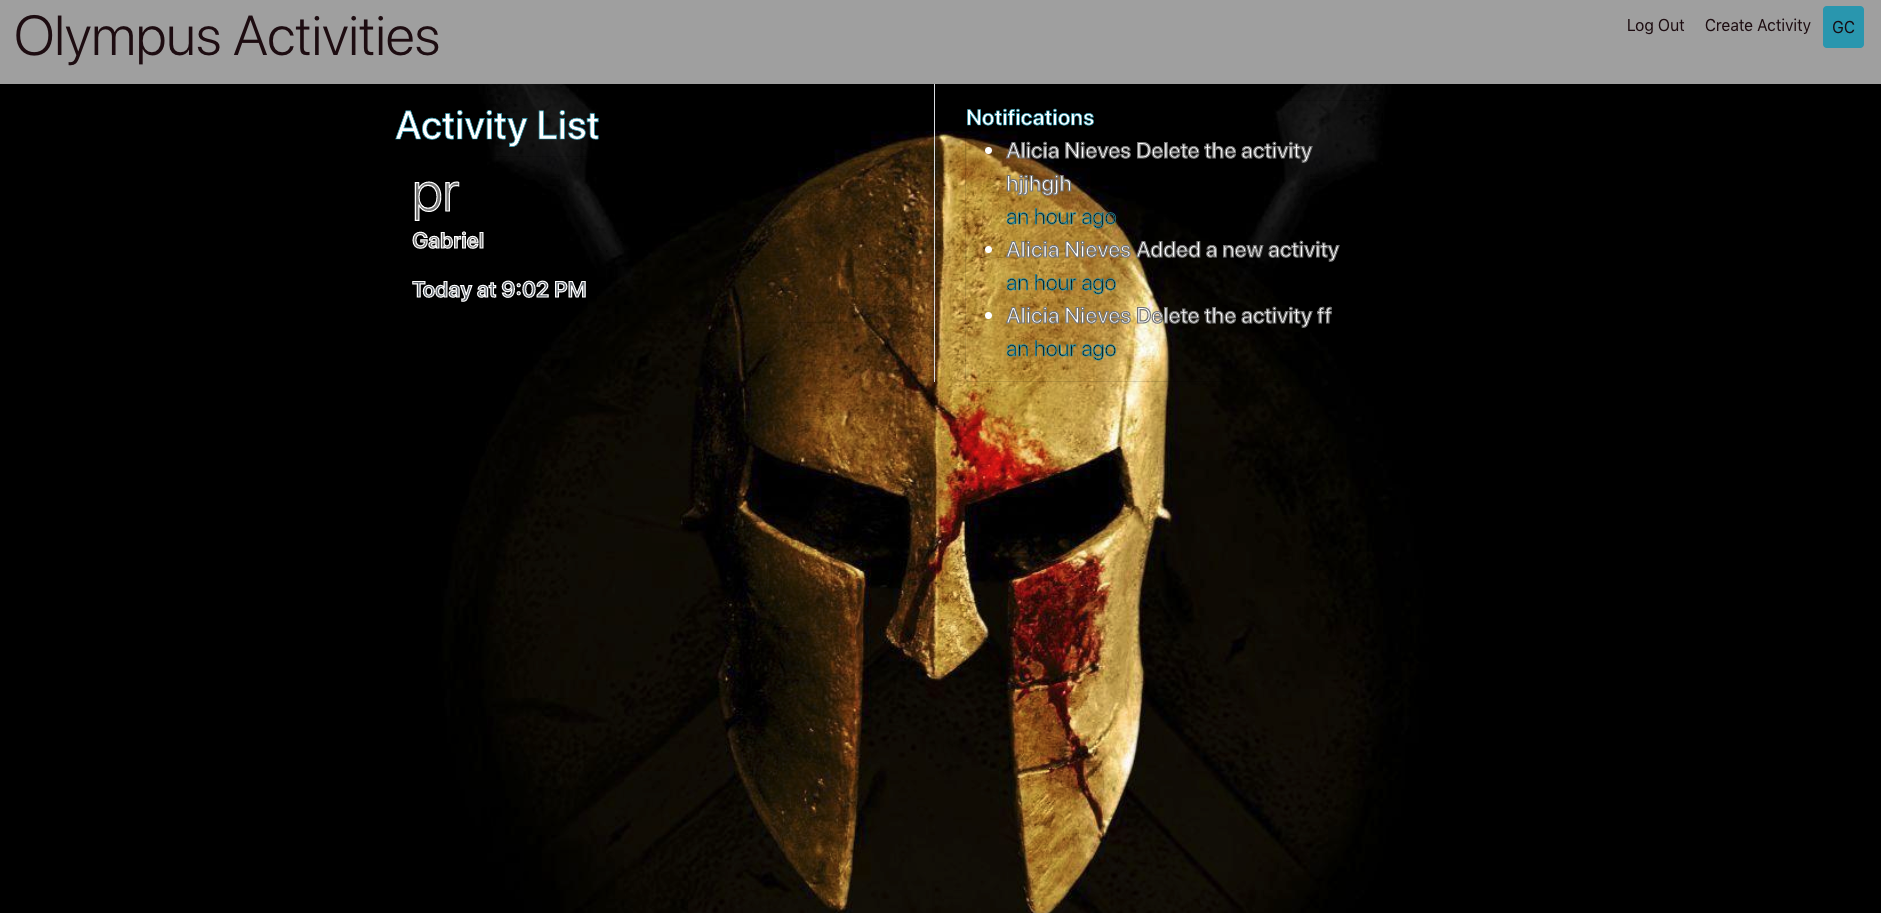 Olympus Activities
Log Out Create Activity GC
Activity List
pr
Gabriel
Today at 9:02 PM
Notifications
Alicia Nieves Delete the activity
hjjhgjh
an hour ago
Alicia Nieves Added a new activity
an hour ago
Alicia Nieves Delete the activity ff
an hour ago